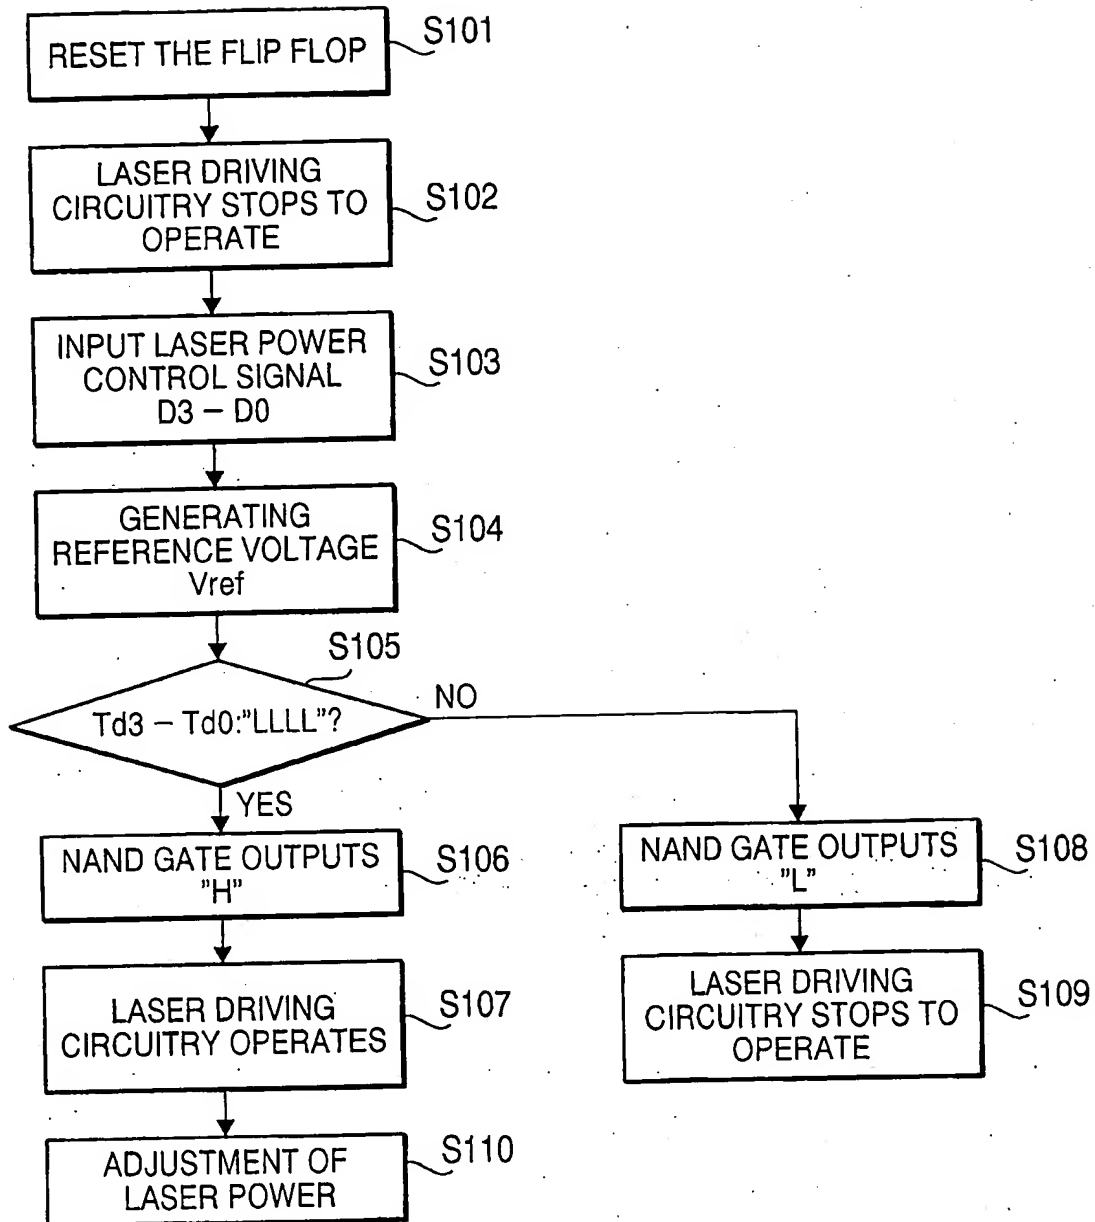 RESET THE FLIP FLOP
S101
LASER DRIVING
CIRCUITRY STOPS TO
OPERATE
S102
INPUT LASER POWER
CONTROL SIGNAL
D3 – D0
S103
GENERATING
REFERENCE VOLTAGE
Vref
S104
S105
Td3 – Td0:"LLLL"?
NO
YES
NAND GATE OUTPUTS
"H"
S106
NAND GATE OUTPUTS
"L"
S108
LASER DRIVING
CIRCUITRY OPERATES
S107
LASER DRIVING
CIRCUITRY STOPS TO
OPERATE
S109
ADJUSTMENT OF
LASER POWER
S110